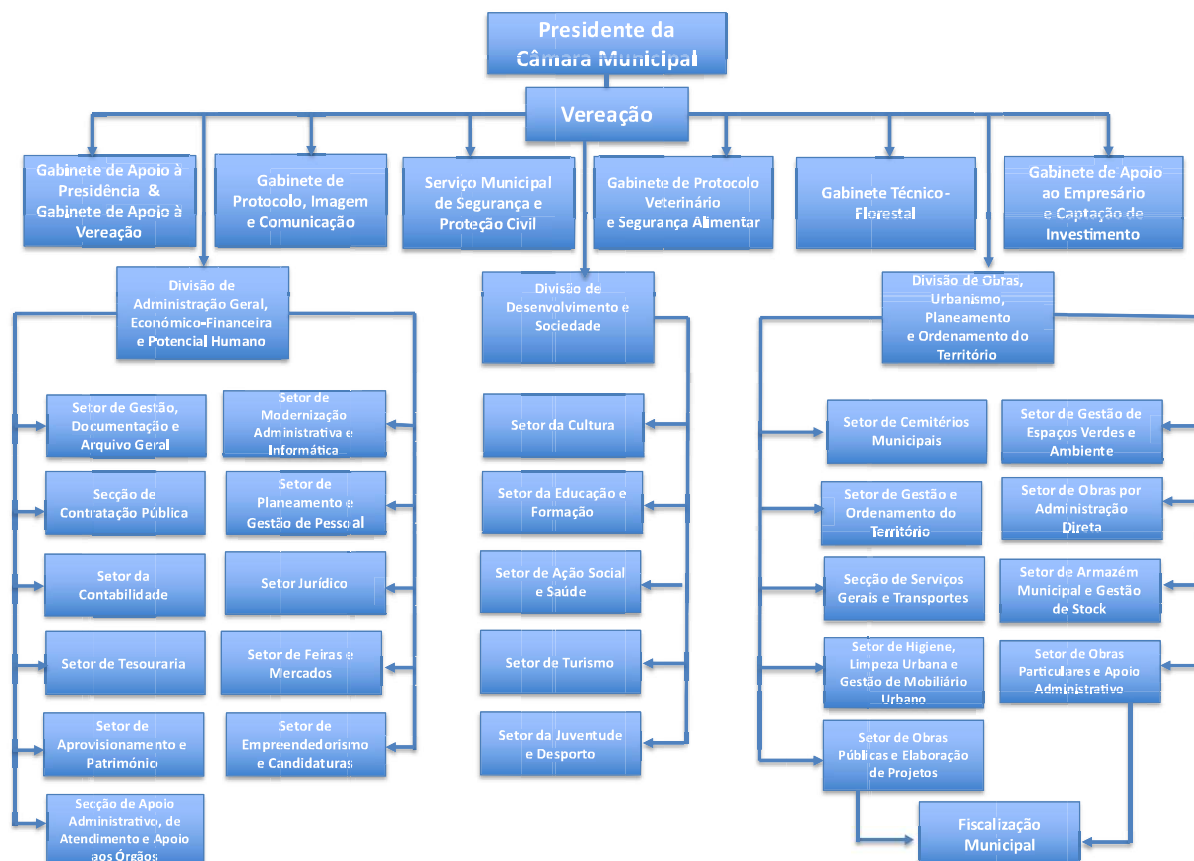 Presidente da
Câmara Municipal
Vereação
Gabinete de Apoio à
Presidência &
Gabinete de Apoio à
Vereação
Gabinete de
Protocolo, Imagem
e Comunicação
Serviço Municipal
de Segurança e
Proteção Civil
Gabinete de Protocolo
Veterinário
e Segurança Alimentar
Gabinete Técnico-
Florestal
Gabinete de Apoio
ao Empresário
e Captação de
Investimento
Divisão de
Administração Geral,
Económico-Financeira
e Potencial Humano
Divisão de
Desenvolvimento e
Sociedade
Divisão de Obras,
Urbanismo,
Planeamento
e Ordenamento do
Território
Setor de Gestão,
Documentação e
Arquivo Geral
Secção de
Contratação Pública
Setor da
Contabilidade
Setor de Tesouraria
Setor de
Aprovisionamento e
Património
Secção de Apoio
Administrativo, de
Atendimento e Apoio
aos Órgãos
Setor de
Modernização
Administrativa e
Informática
Setor de
Planeamento e
Gestão de Pessoal
Setor Jurídico
Setor de Feiras e
Mercados
Setor de
Empreendedorismo
e Candidaturas
Setor da Cultura
Setor da Educação e
Formação
Setor de Ação Social
e Saúde
Setor de Turismo
Setor da Juventude
e Desporto
Setor de Cemitérios
Municipais
Setor de Gestão e
Ordenamento do
Território
Secção de Serviços
Gerais e Transportes
Setor de Higiene,
Limpeza Urbana e
Gestão de Mobiliário
Urbano
Setor de Obras
Públicas e Elaboração
de Projetos
Setor de Gestão de
Espaços Verdes e
Ambiente
Setor de Obras por
Administração
Direta
Setor de Armazém
Municipal e Gestão
de Stock
Setor de Obras
Particulares e Apoio
Administrativo
Fiscalização
Municipal